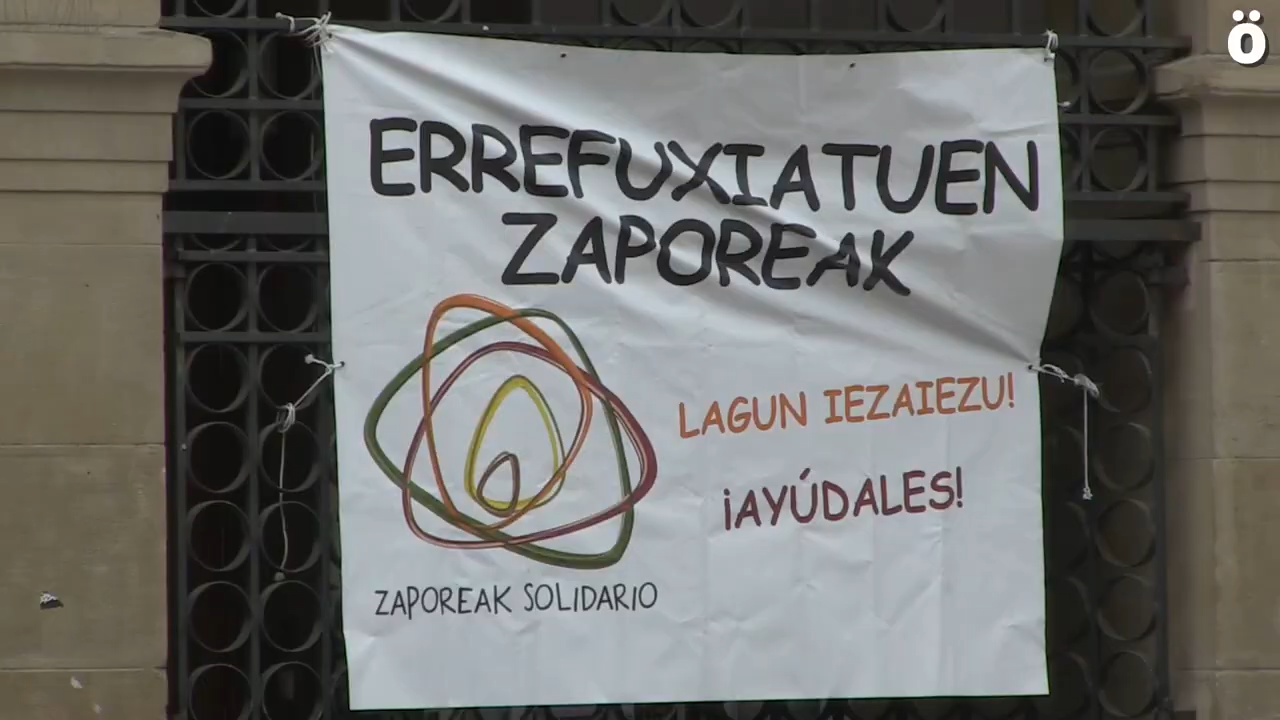 ö
ERREFUXIATUEN
ZAPOREAK
LAGUN IEZAIEZU!
¡AYÚDALES!
ZAPOREAK SOLIDARIO